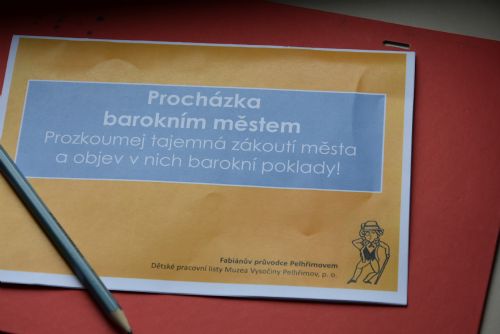 Procházka
barokním městem
Prozkoumej tajemná zákoutí města
a objev v nich barokní poklady!
Fabiánův průvodce Pelhřimovem
Dětské pracovní listy Muzea Vysočiny Pelhřimov, p. o.